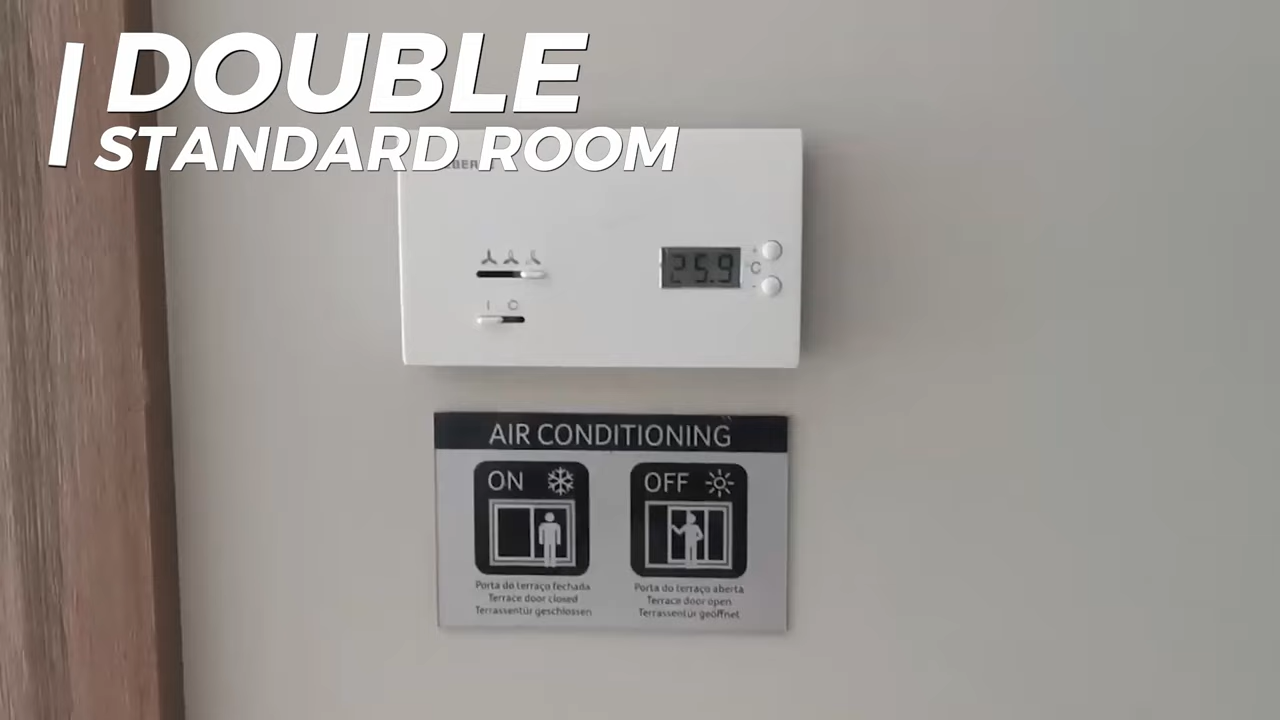 DOUBLE
STANDARD ROOM
25.9
°C
I
AIR CONDITIONING
ON
OFF
Porta do terraço fechada
Terrace door closed
Terrassentür geschlossen
Porta do terraço aberta
Terrace door open
Terrassentür geöffnet